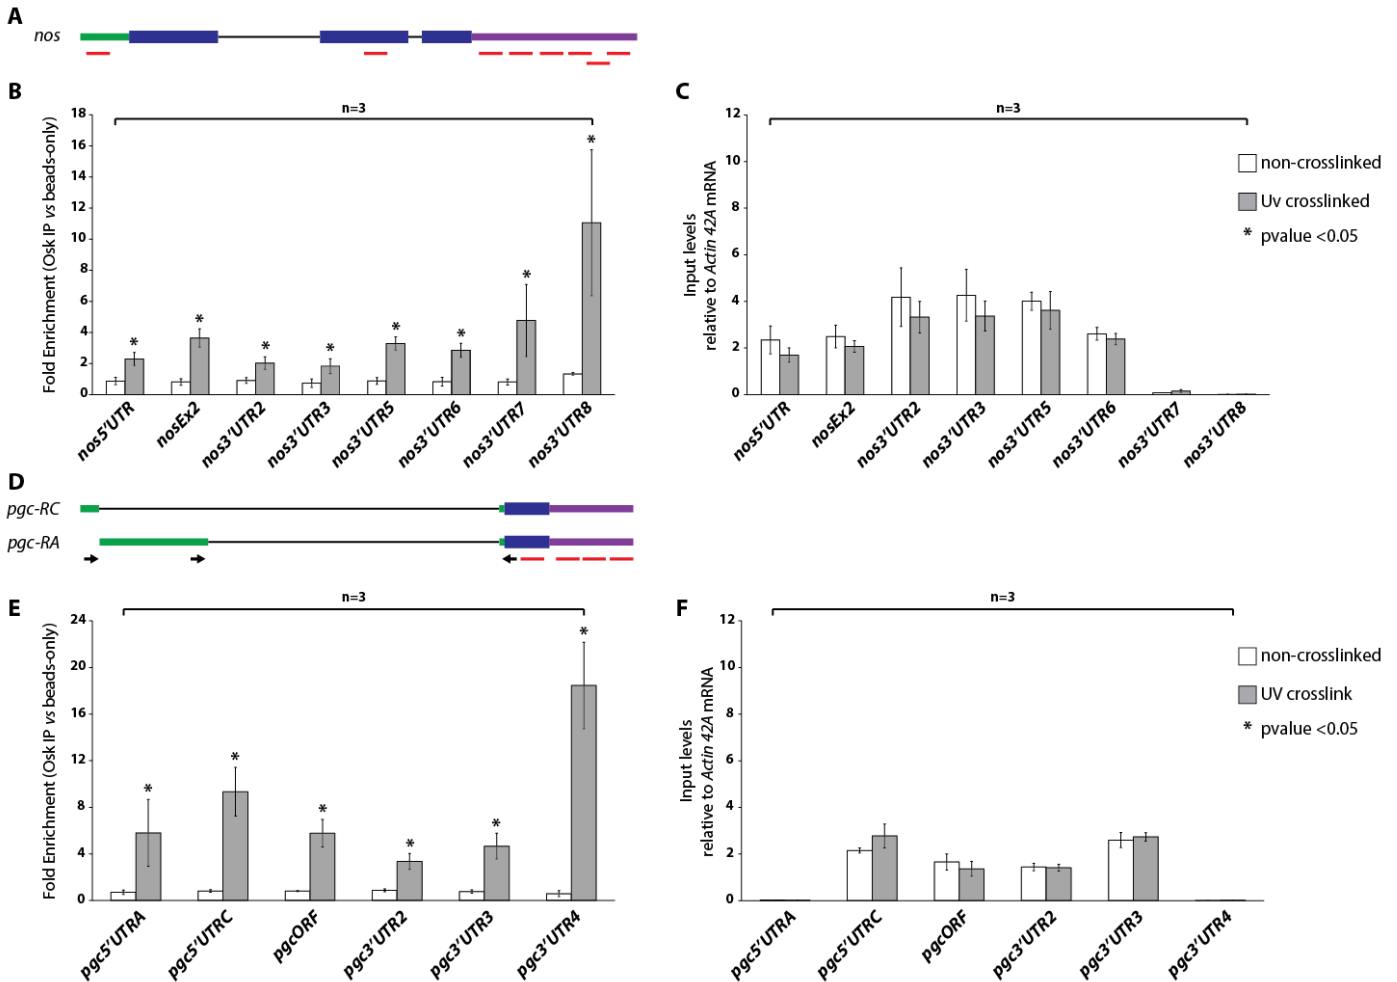 A
nos
B
n=3
Fold Enrichment (Osk IP vs beads-only)
18
16
14
12
10
8
6
4
2
0
*
*
*
*
*
*
*
*
nos5'UTR
nosEx2
nos3'UTR2
nos3'UTR3
nos3'UTR5
nos3'UTR6
nos3'UTR7
nos3'UTR8
C
n=3
Input levels
relative to Actin 42A mRNA
12
10
8
6
4
2
0
nos5'UTR
nosEx2
nos3'UTR2
nos3'UTR3
nos3'UTR5
nos3'UTR6
nos3'UTR7
nos3'UTR8
non-crosslinked
Uv crosslinked
* pvalue <0.05
D
pgc-RC
pgc-RA
E
n=3
Fold Enrichment (Osk IP vs beads-only)
24
20
16
12
8
4
0
*
*
*
*
*
*
pgc5'UTRA
pgc5'UTRC
pgcORF
pgc3'UTR2
pgc3'UTR3
pgc3'UTR4
F
n=3
Input levels
relative to Actin 42A mRNA
12
10
8
6
4
2
0
pgc5'UTRA
pgc5'UTRC
pgcORF
pgc3'UTR2
pgc3'UTR3
pgc3'UTR4
non-crosslinked
UV crosslink
* pvalue <0.05